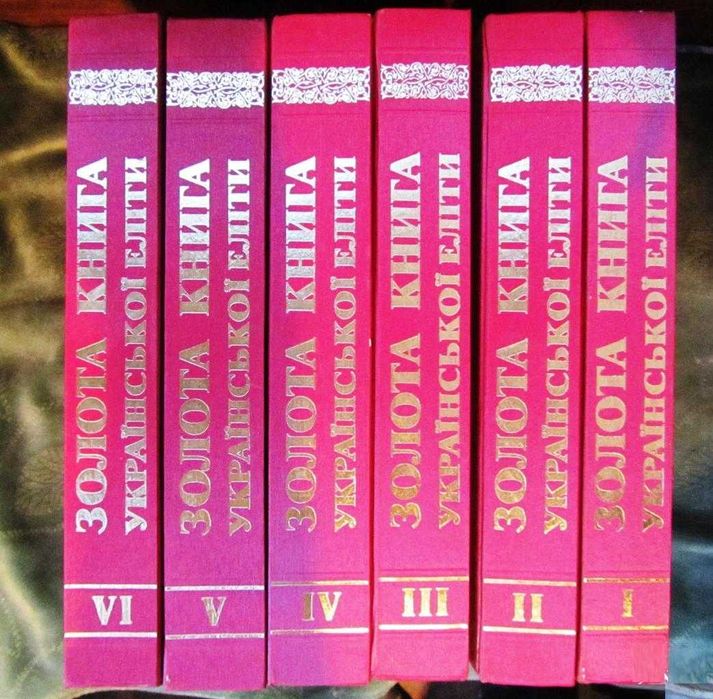 ЗОЛОТА КНИГА
УКРАЇНСЬКОЇ ЕЛІТИ
VI
ЗОЛОТА КНИГА
УКРАЇНСЬКОЇ ЕЛІТИ
V
ЗОЛОТА КНИГА
УКРАЇНСЬКОЇ ЕЛІТИ
IV
ЗОЛОТА КНИГА
УКРАЇНСЬКОЇ ЕЛІТИ
III
ЗОЛОТА КНИГА
УКРАЇНСЬКОЇ ЕЛІТИ
II
ЗОЛОТА КНИГА
УКРАЇНСЬКОЇ ЕЛІТИ
I